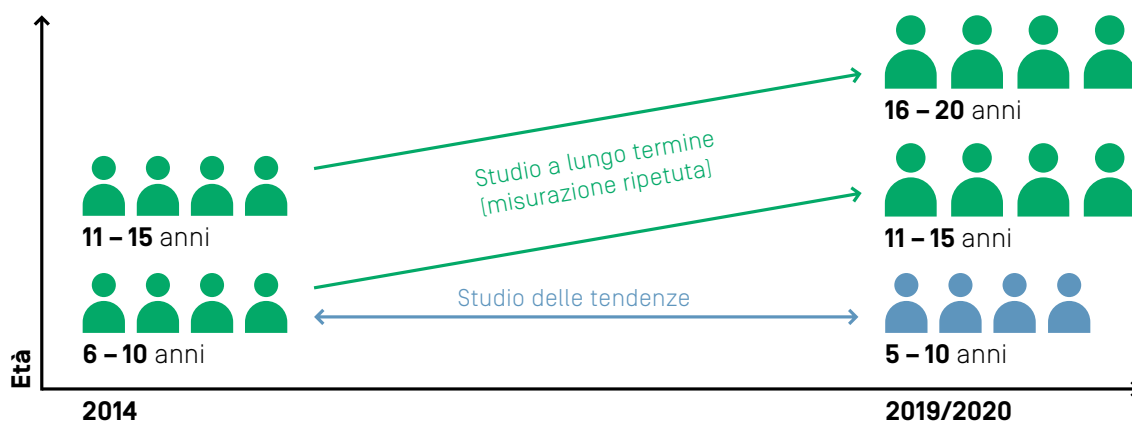 16 – 20 anni
Studio a lungo termine
(misurazione ripetuta)
11 – 15 anni
11 – 15 anni
Studio delle tendenze
6 – 10 anni
5 – 10 anni
Età
2014
2019/2020